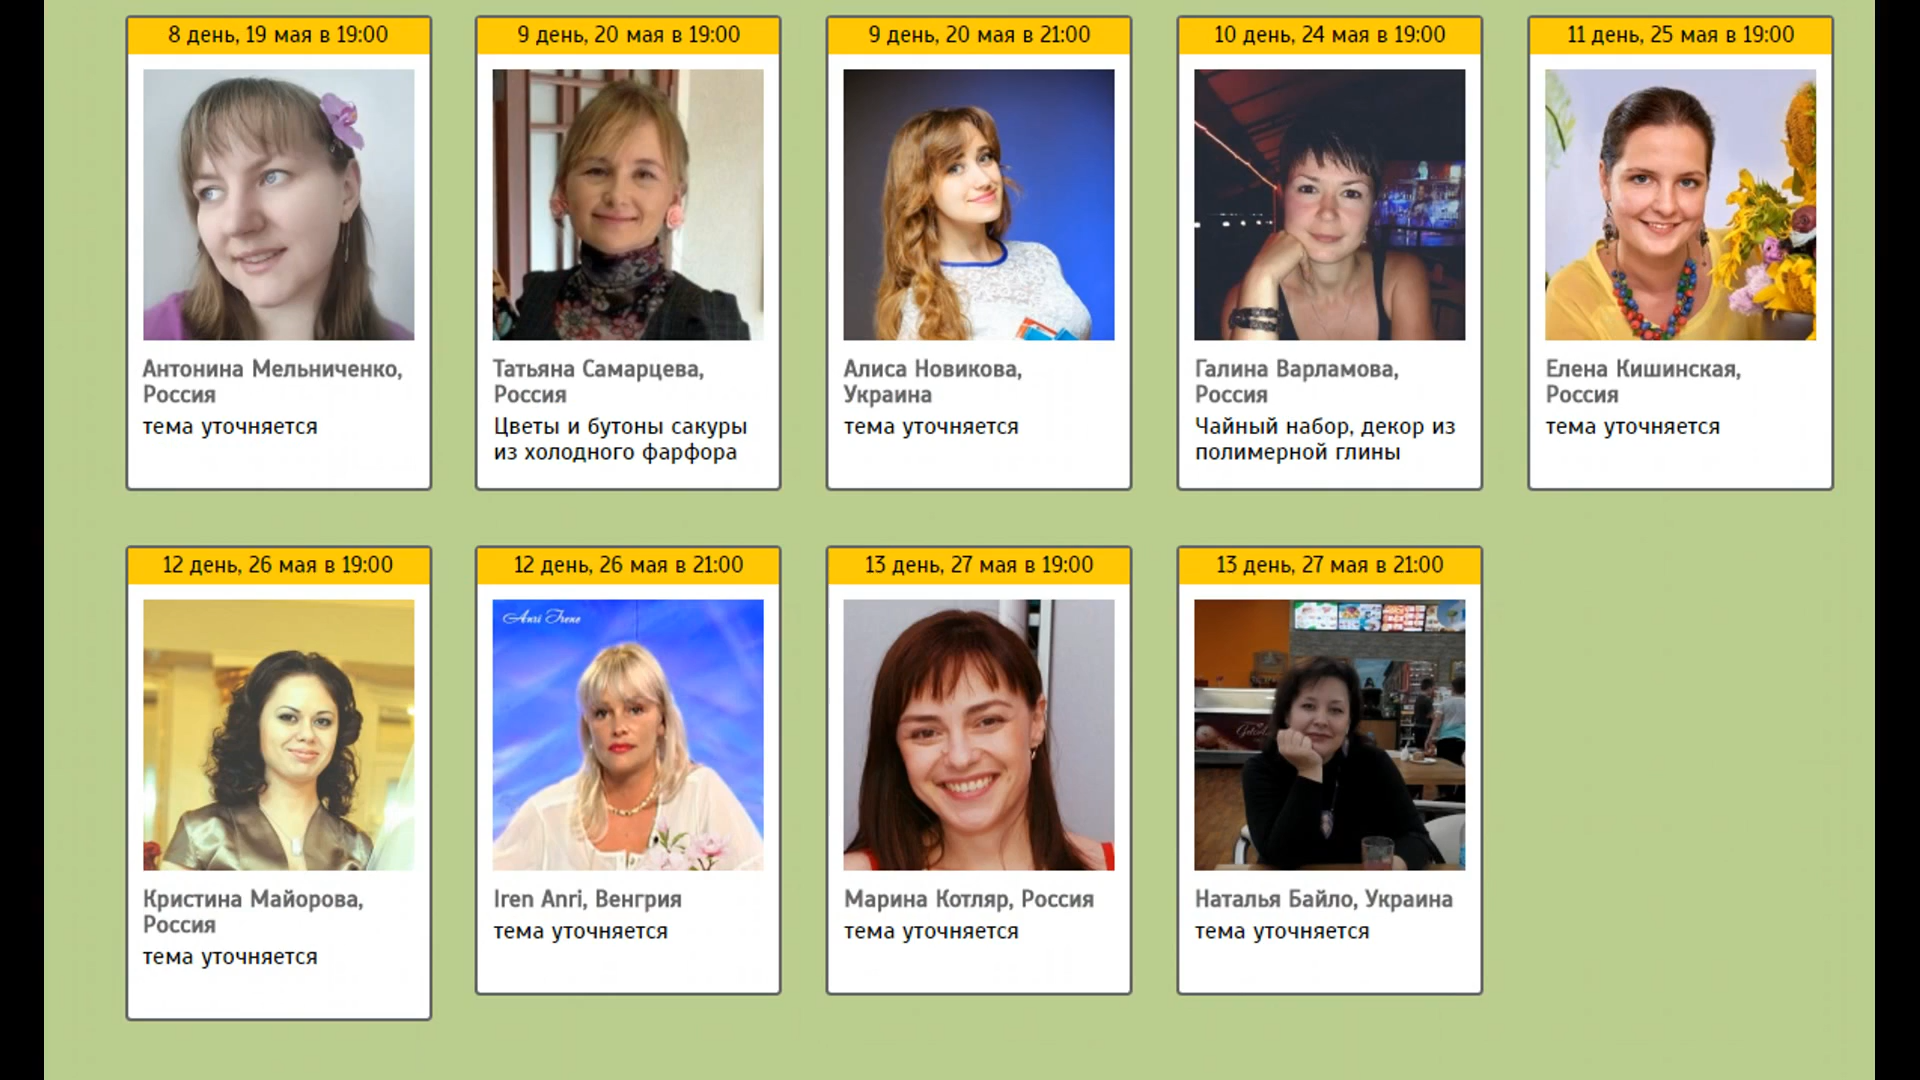 8 день, 19 мая в 19:00
Антонина Мельниченко,
Россия
тема уточняется
9 день, 20 мая в 19:00
Татьяна Самарцева,
Россия
Цветы и бутоны сакуры
из холодного фарфора
9 день, 20 мая в 21:00
Алиса Новикова,
Украина
тема уточняется
10 день, 24 мая в 19:00
Галина Варламова,
Россия
Чайный набор, декор из
полимерной глины
11 день, 25 мая в 19:00
Елена Кишинская,
Россия
тема уточняется
12 день, 26 мая в 19:00
Кристина Майорова,
Россия
тема уточняется
12 день, 26 мая в 21:00
Anri Irene
Iren Anri, Венгрия
тема уточняется
13 день, 27 мая в 19:00
Марина Котляр, Россия
тема уточняется
13 день, 27 мая в 21:00
Наталья Байло, Украина
тема уточняется